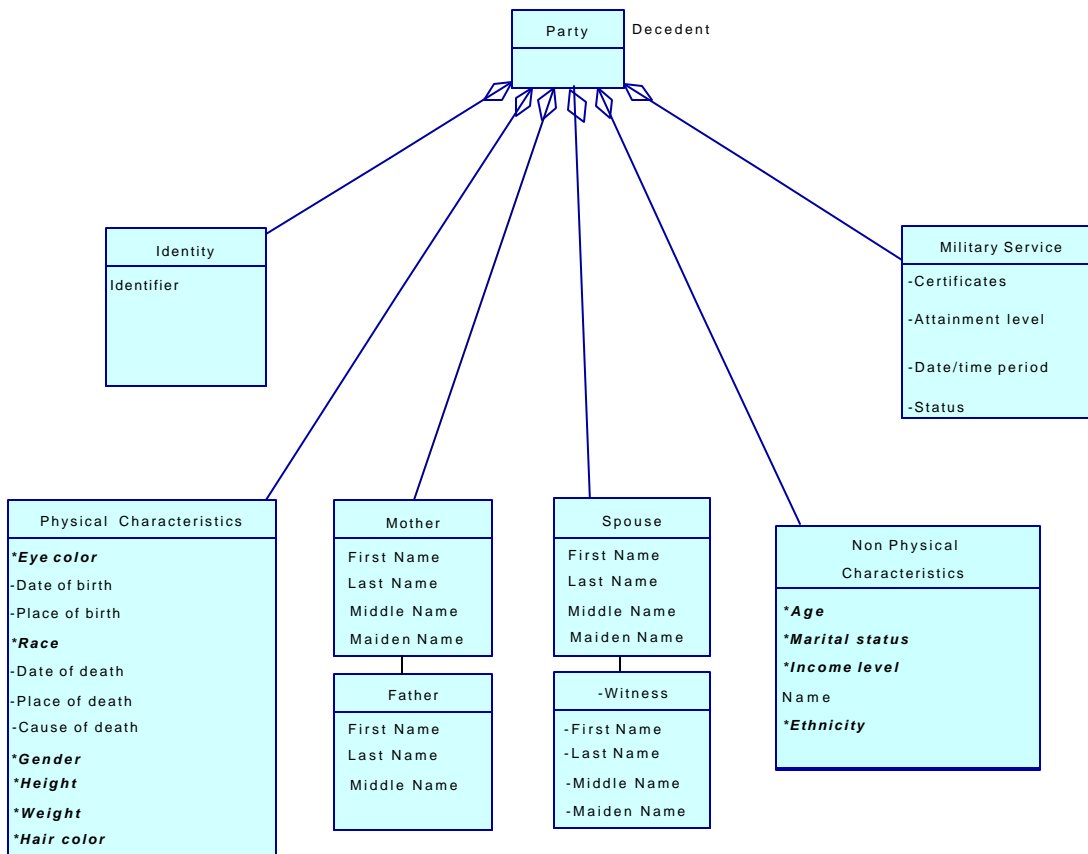 Party
Decedent
Identity
Identifier
Military Service
-Certificates
-Attainment level
-Date/time period
-Status
Physical Characteristics
*Eye color
-Date of birth
-Place of birth
*Race
-Date of death
-Place of death
-Cause of death
*Gender
*Height
*Weight
*Hair color
Mother
First Name
Last Name
Middle Name
Maiden Name
Father
First Name
Last Name
Middle Name
Spouse
First Name
Last Name
Middle Name
Maiden Name
-Witness
-First Name
-Last Name
-Middle Name
-Maiden Name
Non Physical
Characteristics
*Age
*Marital status
*Income level
Name
*Ethnicity